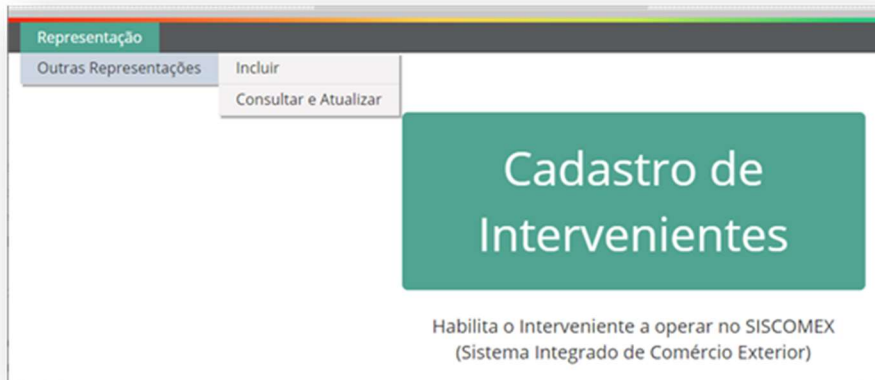 Representação
Outras Representações
Incluir
Consultar e Atualizar
Cadastro de
Intervenientes
Habilita o Interveniente a operar no SISCOMEX
(Sistema Integrado de Comércio Exterior)